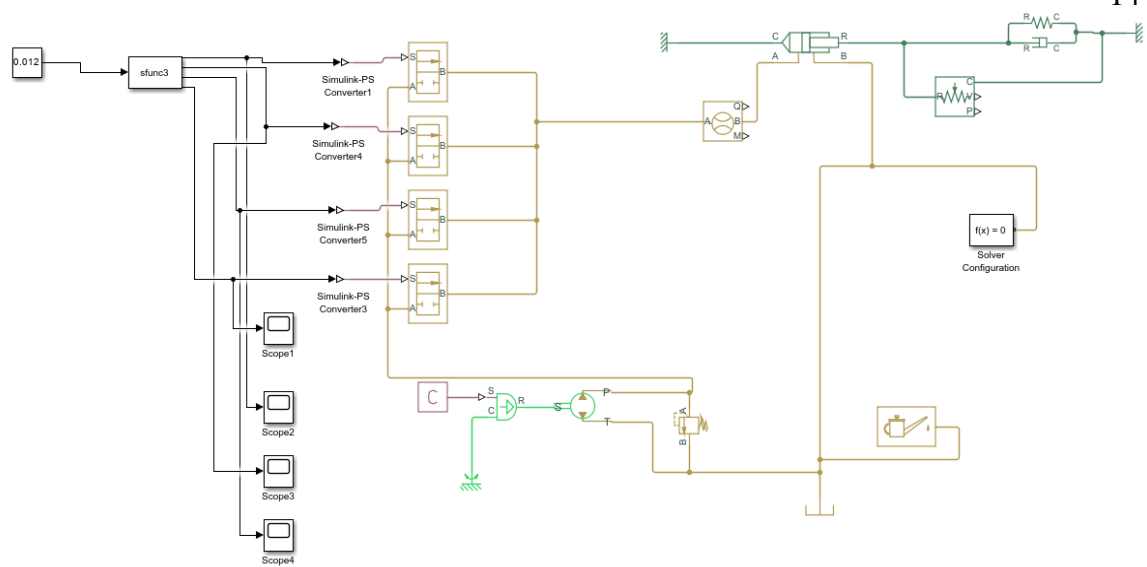 0.012
sfunc3
Simulink-PS
Converter1
Simulink-PS
Converter4
Simulink-PS
Converter5
Simulink-PS
Converter3
S
A
B
S
A
B
S
A
B
S
A
B
Scope1
Scope2
Scope3
Scope4
C
S
C
R
S
P
T
A
B
A
Q
B
M
C
R
A
B
R
C
R
C
R
C
V
P
f(x) = 0
Solver
Configuration